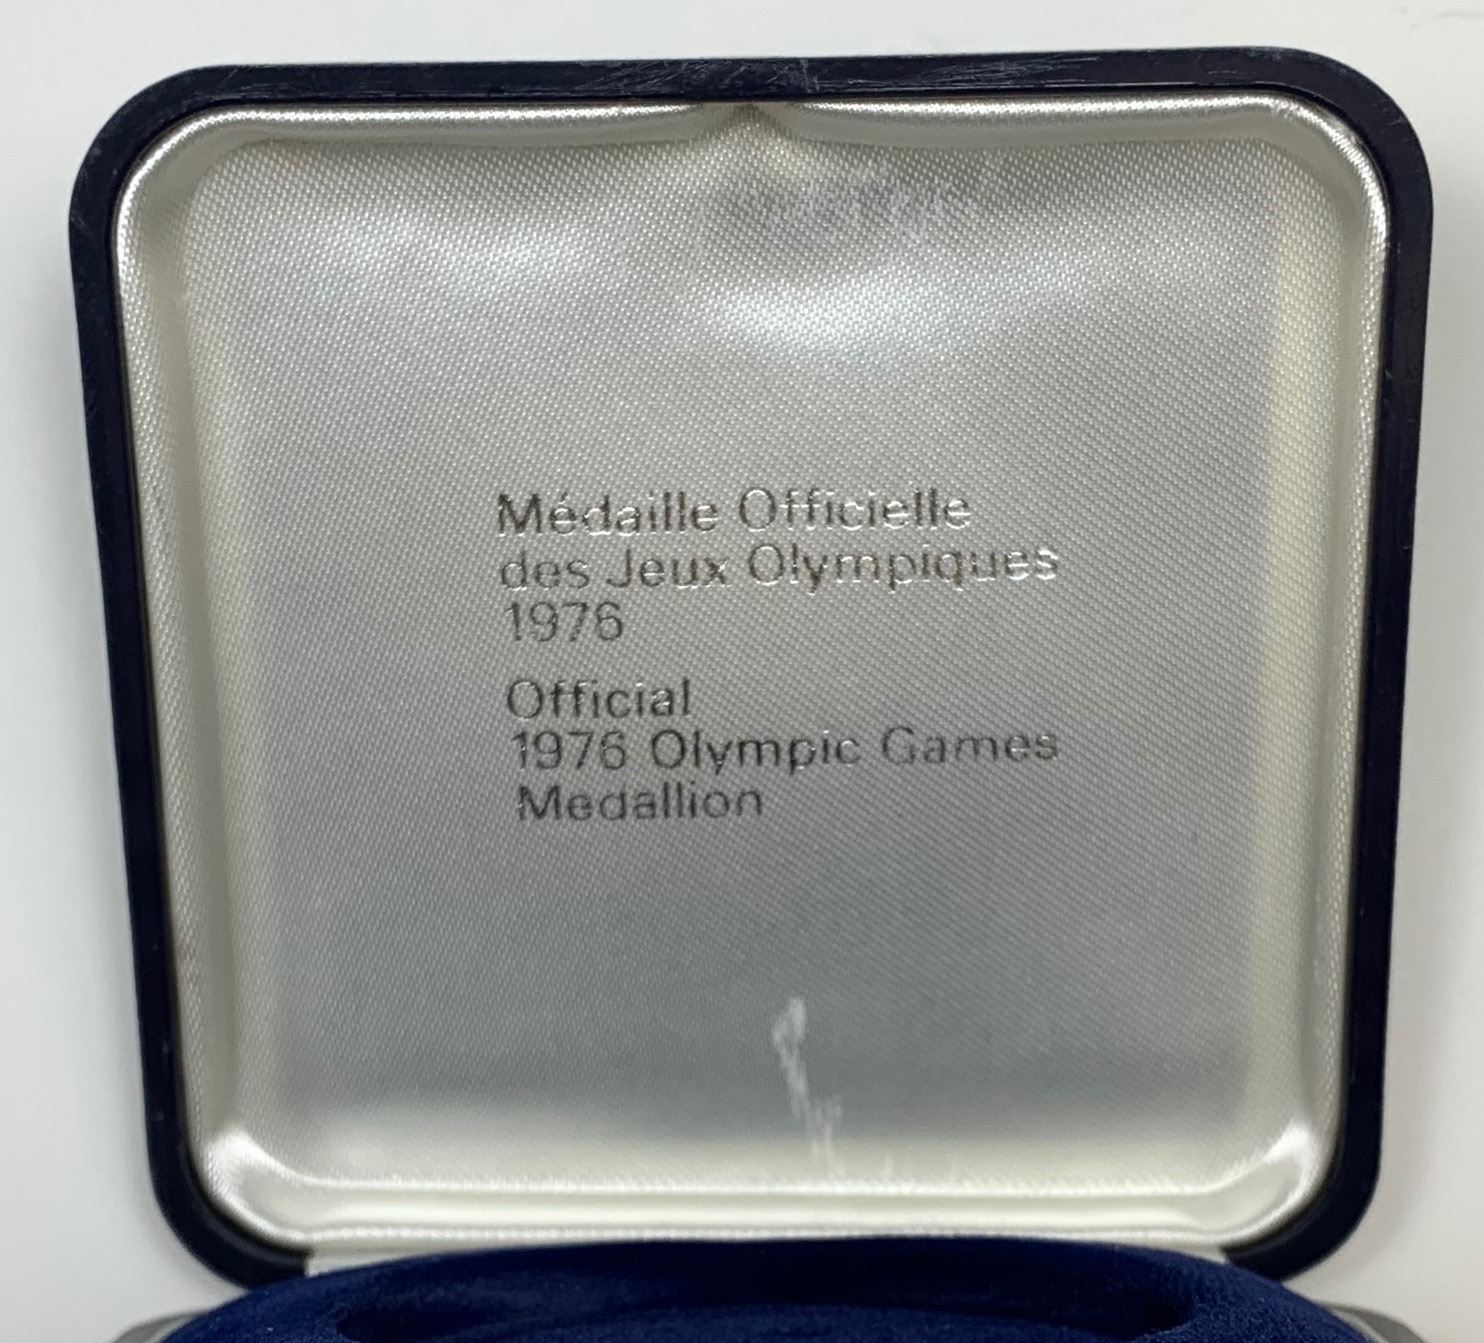 Médaille Officielle
des Jeux Olympiques
1976
Official
1976 Olympic Games
Medallion